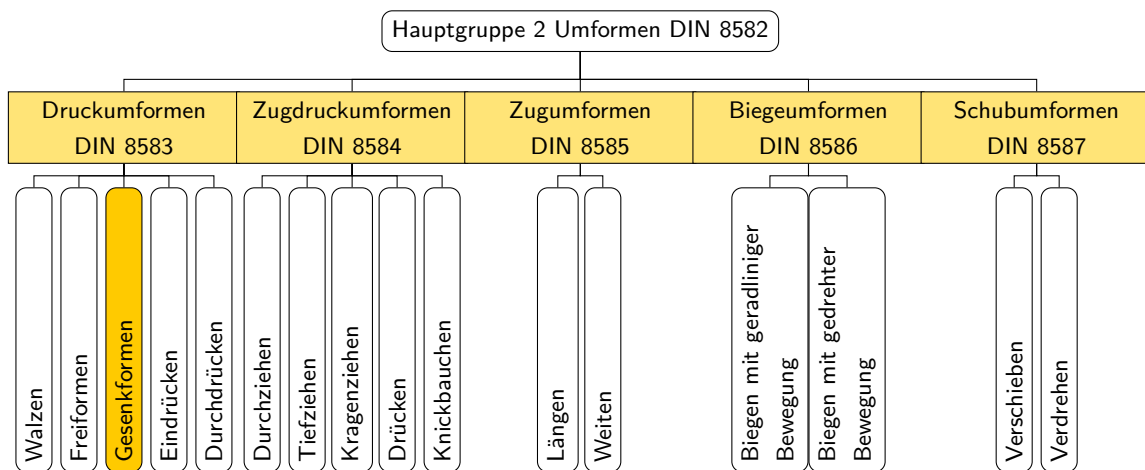 Hauptgruppe 2 Umformen DIN 8582
Druckumformen
DIN 8583
Zugdruckumformen
DIN 8584
Zugumformen
DIN 8585
Biegeumformen
DIN 8586
Schubumformen
DIN 8587
Walzen
Freiformen
Gesenkformen
Eindrücken
Durchdrücken
Durchziehen
Tiefziehen
Kragenziehen
Drücken
Knickbauchen
Längen
Weiten
Biegen mit geradliniger
Bewegung
Biegen mit gedrehter
Bewegung
Verschieben
Verdrehen